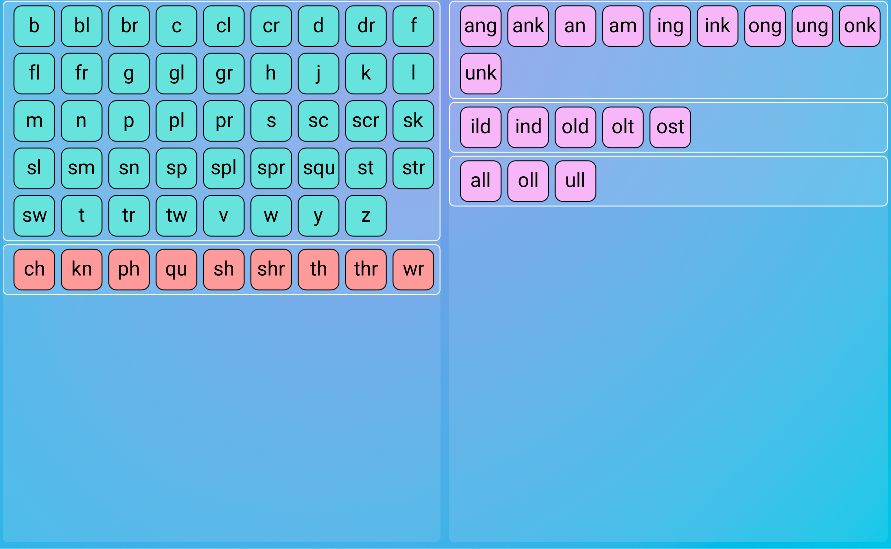 b bl br c cl cr d dr f
fl fr g gl gr h j k l
m n p pl pr s sc scr sk
sl sm sn sp spl spr squ st str
sw t tr tw v w y z
ch kn ph qu sh shr th thr wr
ang ank an am ing ink ong ung onk
unk
ild ind old olt ost
all oll ull